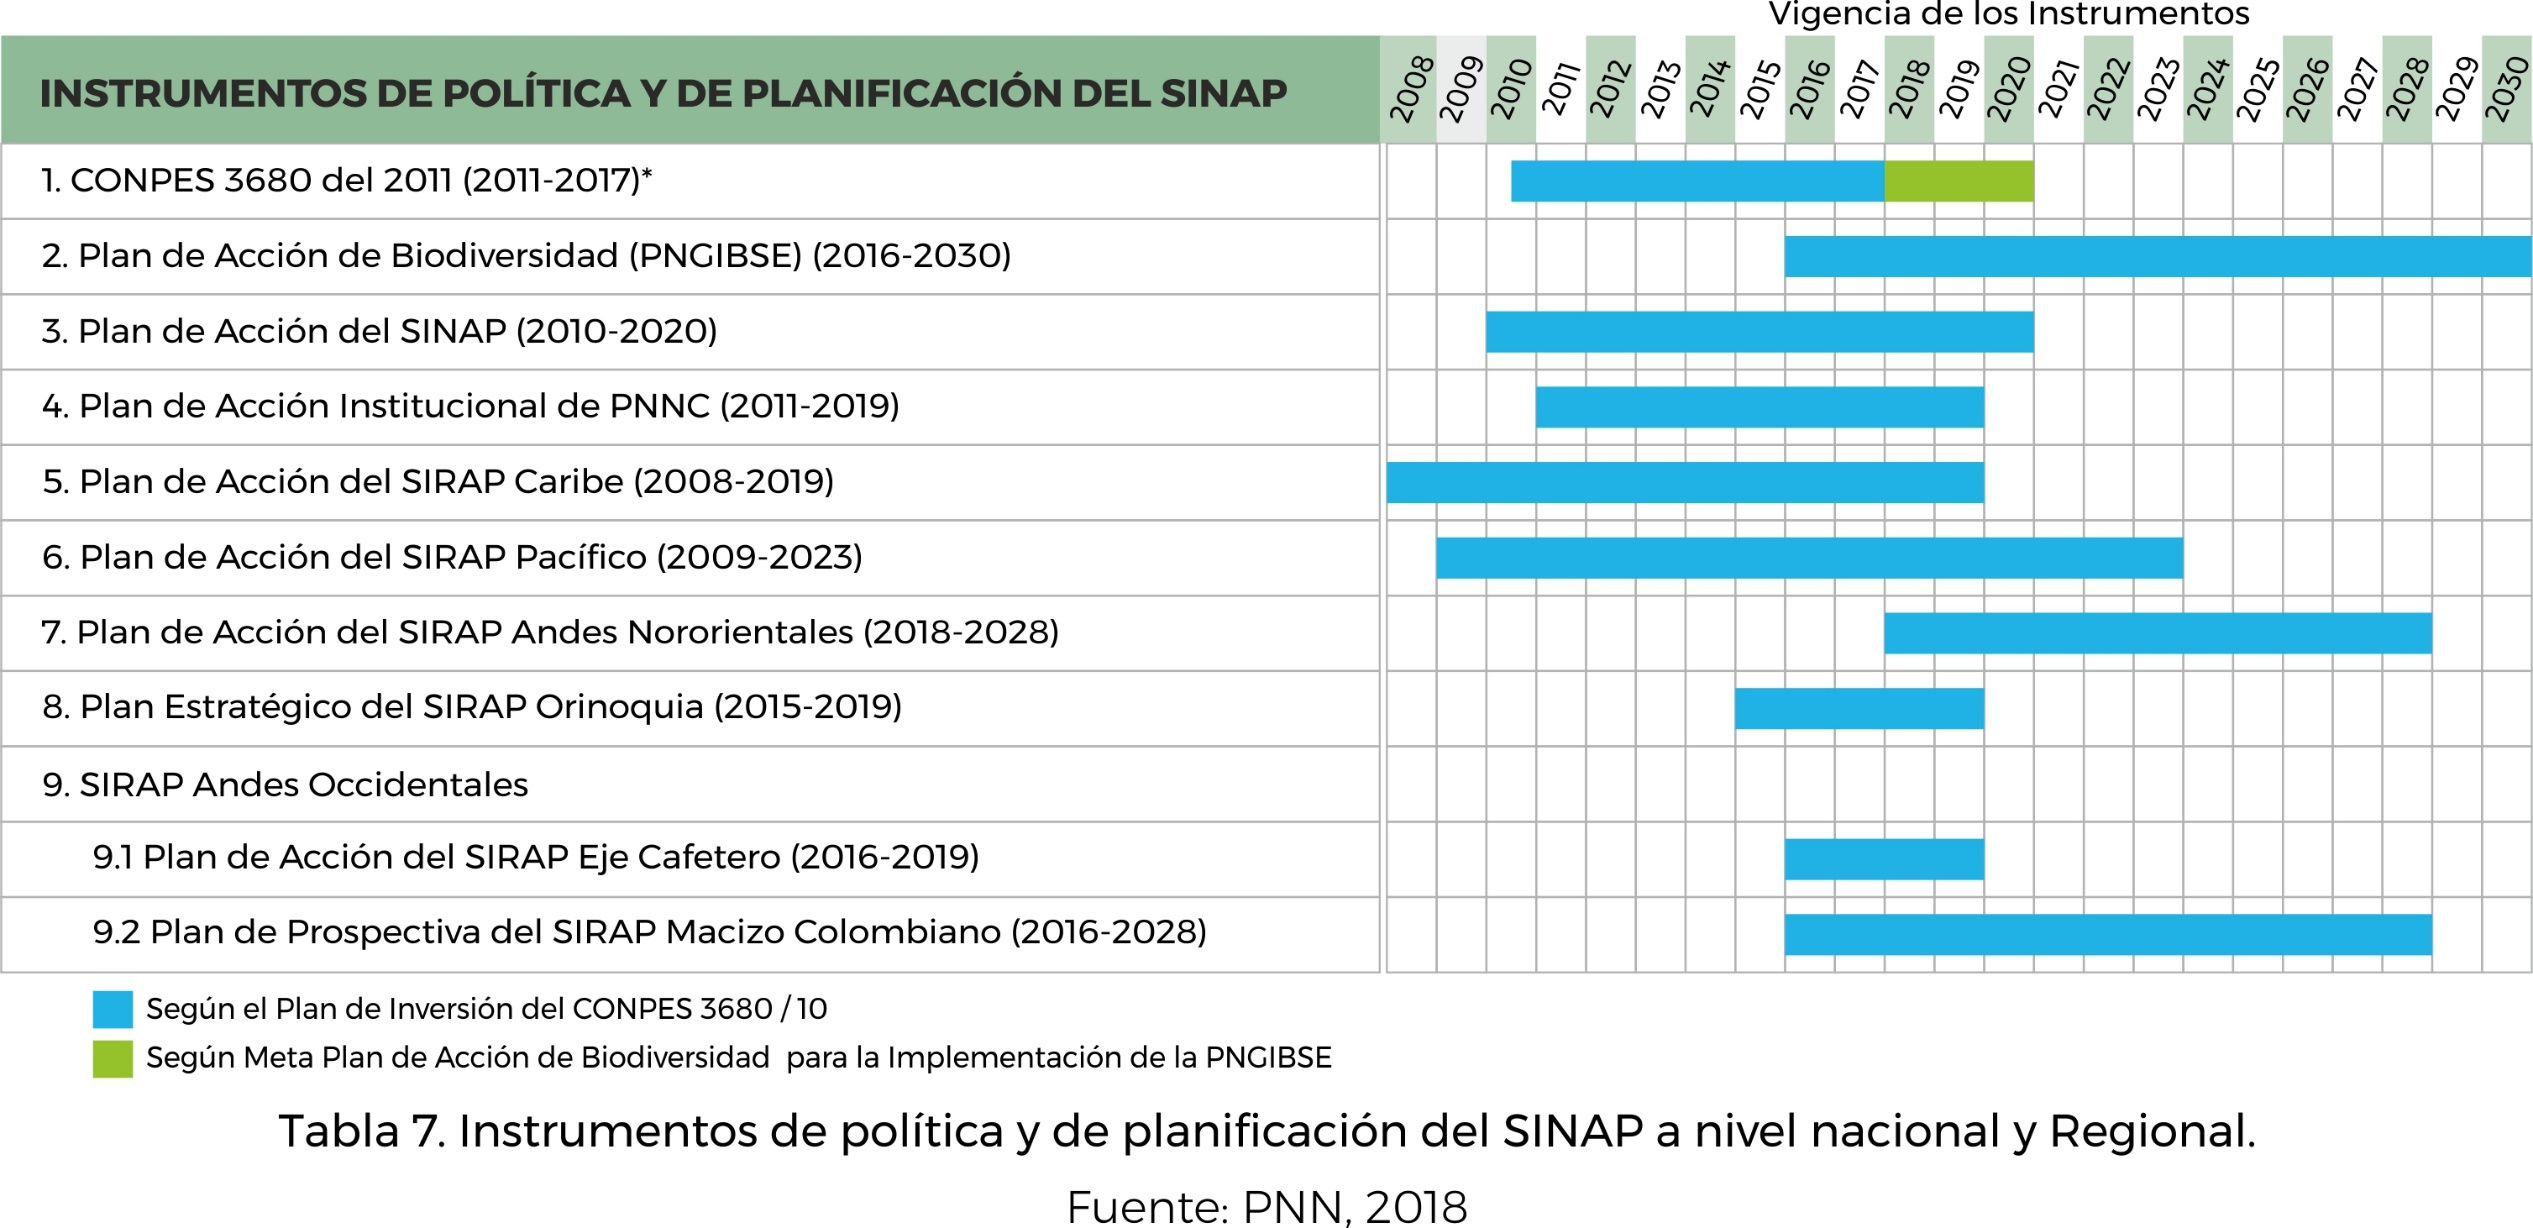 Vigencia de los Instrumentos
INSTRUMENTOS DE POLÍTICA Y DE PLANIFICACIÓN DEL SINAP 2008 2009 2010 2011 2012 2013 2014 2015 2016 2017 2018 2019 2020 2021 2022 2023 2024 2025 2026 2027 2028 2029 2030
1. CONPES 3680 del 2011 (2011-2017)*
2. Plan de Acción de Biodiversidad (PNGIBSE) (2016-2030)
3. Plan de Acción del SINAP (2010-2020)
4. Plan de Acción Institucional de PNNC (2011-2019)
5. Plan de Acción del SIRAP Caribe (2008-2019)
6. Plan de Acción del SIRAP Pacífico (2009-2023)
7. Plan de Acción del SIRAP Andes Nororientales (2018-2028)
8. Plan Estratégico del SIRAP Orinoquia (2015-2019)
9. SIRAP Andes Occidentales
9.1 Plan de Acción del SIRAP Eje Cafetero (2016-2019)
9.2 Plan de Prospectiva del SIRAP Macizo Colombiano (2016-2028)
Según el Plan de Inversión del CONPES 3680 / 10
Según Meta Plan de Acción de Biodiversidad para la Implementación de la PNGIBSE
Tabla 7. Instrumentos de política y de planificación del SINAP a nivel nacional y Regional.
Fuente: PNN, 2018